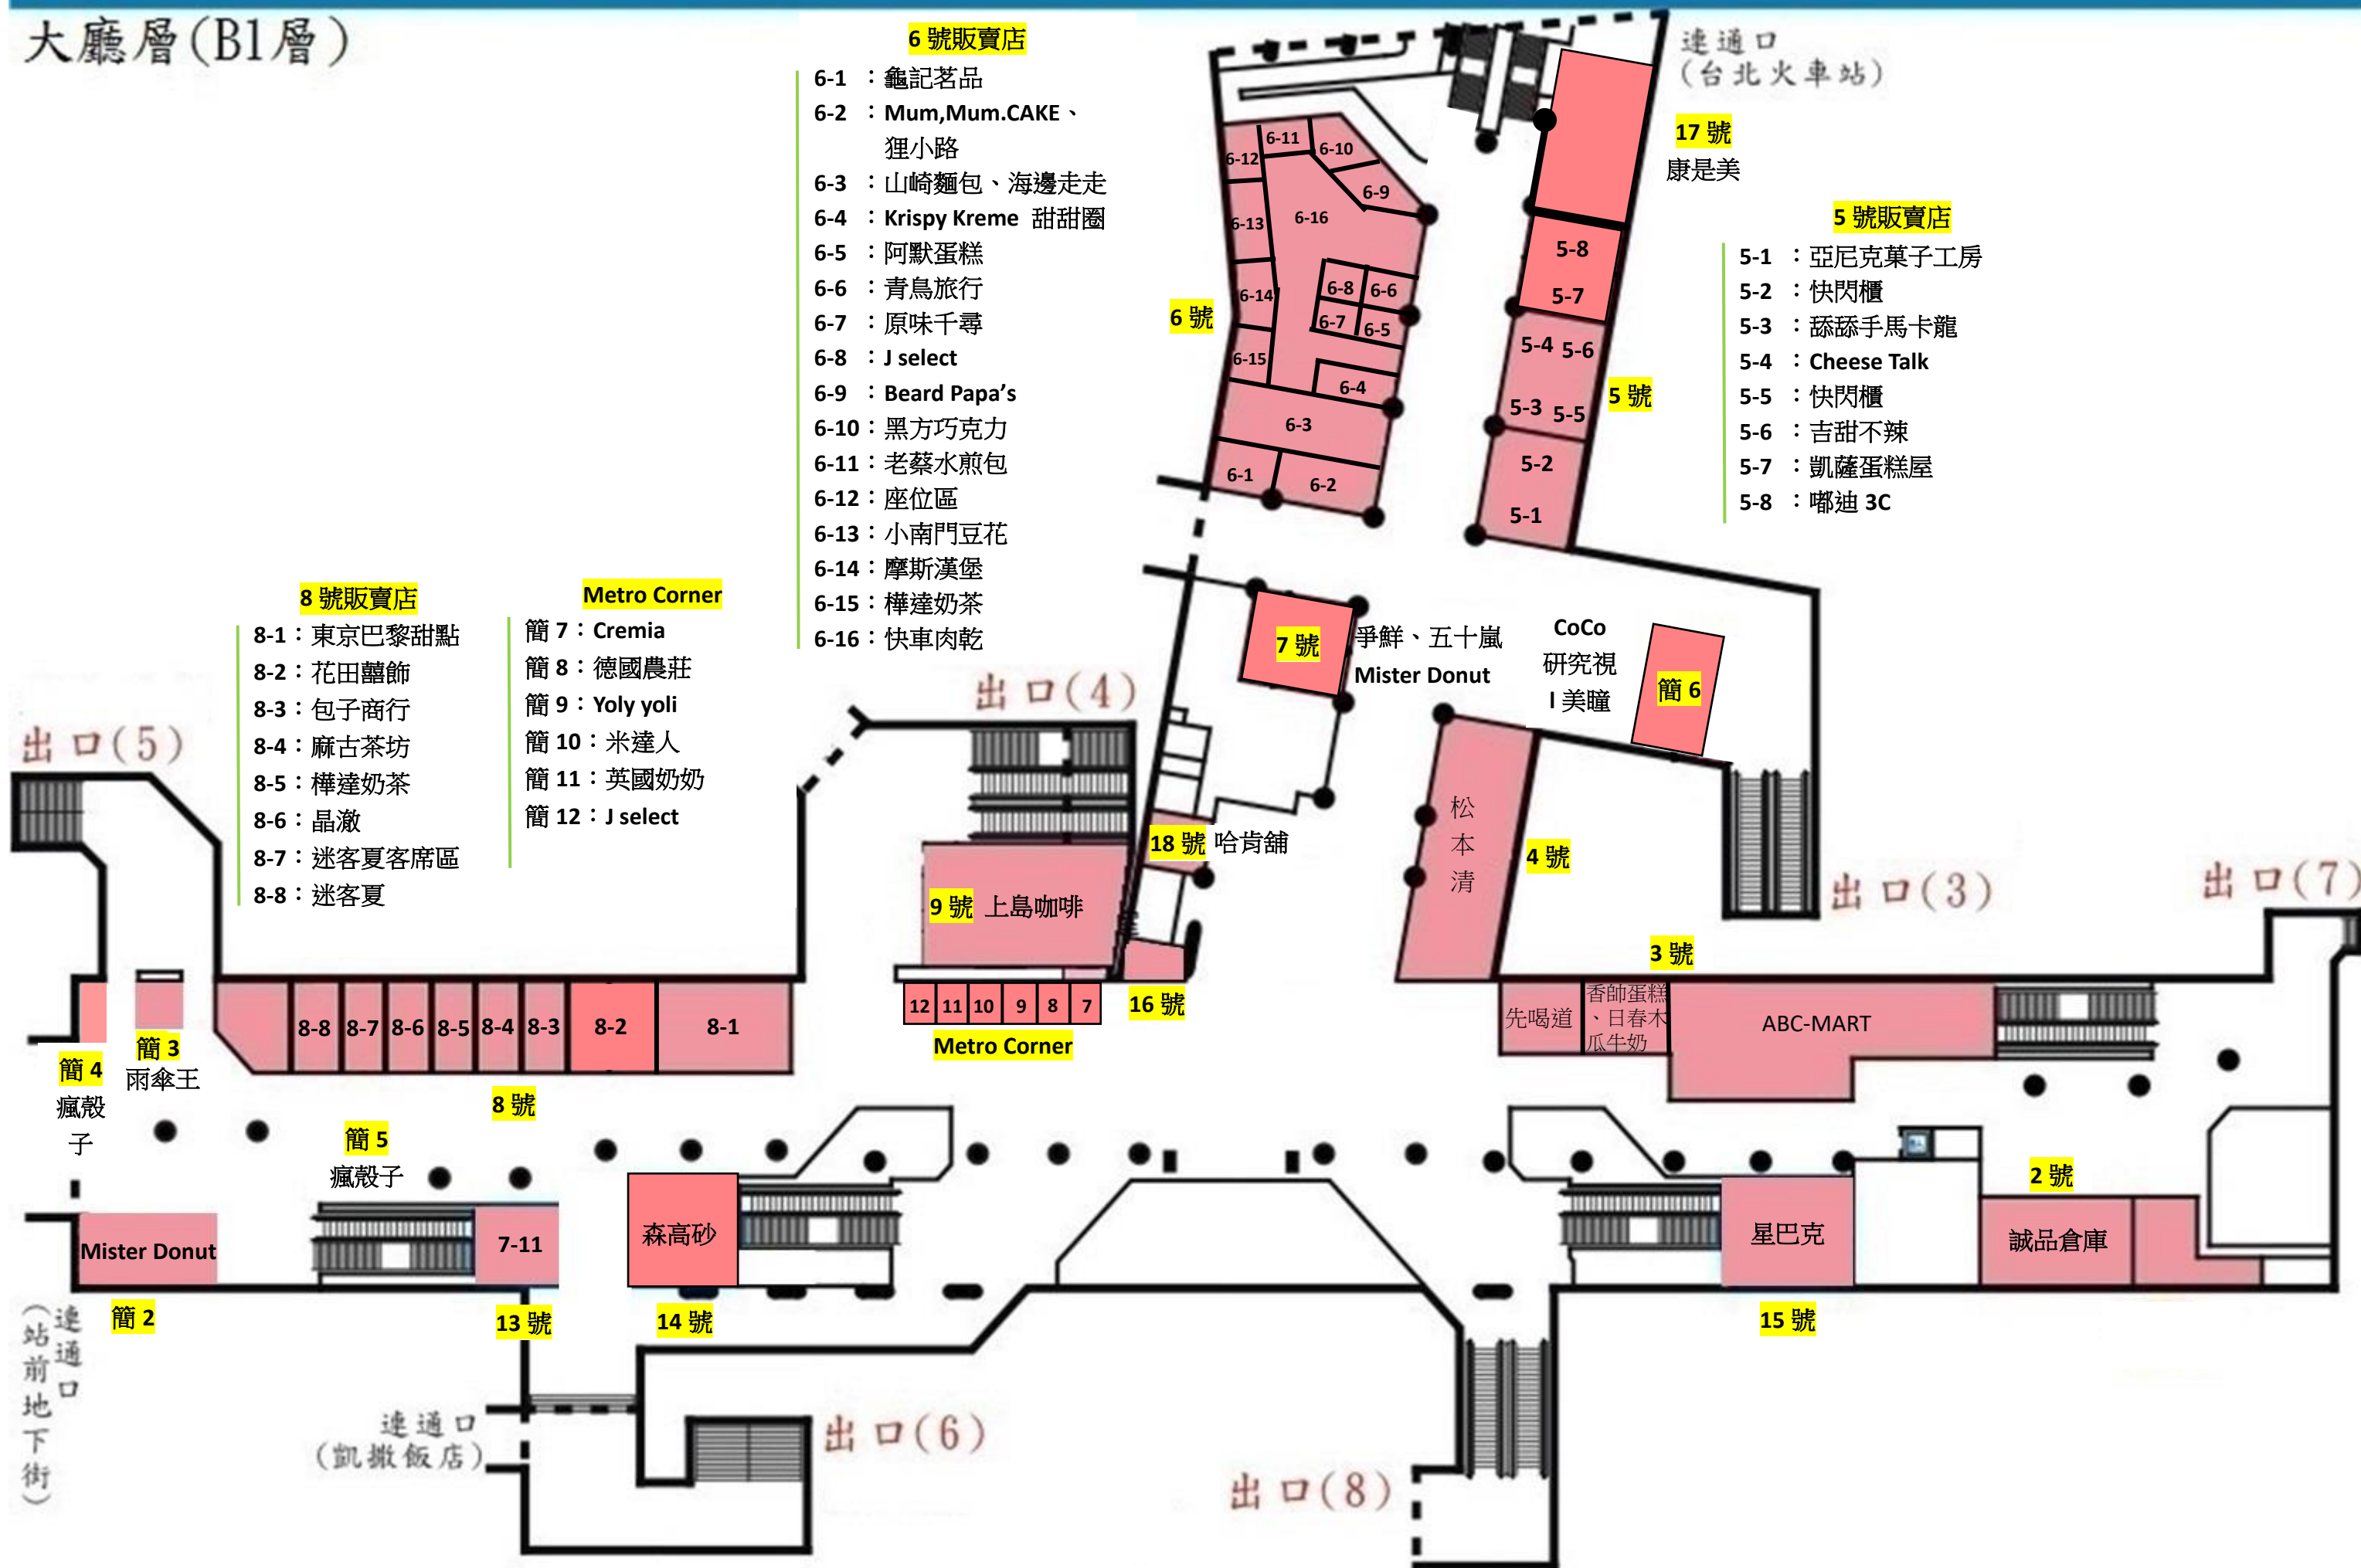 大廳層(B1層)
6 號販賣店
6-1 ：龜記茗品
6-2 ：Mum,Mum.CAKE、
狸小路
6-3 ：山崎麵包、海邊走走
6-4 ：Krispy Kreme 甜甜圈
6-5 ：阿默蛋糕
6-6 ：青鳥旅行
6-7 ：原味千尋
6-8 ：J select
6-9 ：Beard Papa’s
6-10：黑方巧克力
6-11：老蔡水煎包
6-12：座位區
6-13：小南門豆花
6-14：摩斯漢堡
6-15：樺達奶茶
6-16：快車肉乾
連通口
(台北火車站)
17 號
康是美
5 號販賣店
5-1 ：亞尼克菓子工房
5-2 ：快閃櫃
5-3 ：舔舔手馬卡龍
5-4 ：Cheese Talk
5-5 ：快閃櫃
5-6 ：吉甜不辣
5-7 ：凱薩蛋糕屋
5-8 ：嘟迪 3C
6-11
6-10
6-12
6-9
6-13
6-16
6-14
6-8
6-6
6-7
6-5
6-15
6-4
6-3
6-1
6-2
6 號
5-8
5-7
5-4 5-6
5-3 5-5
5-2
5-1
5 號
8 號販賣店
8-1：東京巴黎甜點
8-2：花田囍飾
8-3：包子商行
8-4：麻古茶坊
8-5：樺達奶茶
8-6：晶澈
8-7：迷客夏客席區
8-8：迷客夏
Metro Corner
簡 7：Cremia
簡 8：德國農莊
簡 9：Yoly yoli
簡 10：米達人
簡 11：英國奶奶
簡 12：J select
7 號
爭鮮、五十嵐
Mister Donut
CoCo
研究視
I 美瞳
簡 6
出口(4)
出口(5)
18 號 哈肯舖
松本清
4 號
出口(3)
出口(7)
9 號 上島咖啡
3 號
12 11 10 9 8 7
16 號
Metro Corner
8-8 8-7 8-6 8-5 8-4 8-3 8-2 8-1
8 號
先喝道
香帥蛋糕
、日春木
瓜牛奶
ABC-MART
簡 4
瘋殼
子
簡 3
雨傘王
簡 5
瘋殼子
Mister Donut
簡 2
7-11
13 號
森高砂
14 號
星巴克
15 號
2 號
誠品倉庫
連通口
(站前地下街)
連通口
(凱撒飯店)
出口(6)
出口(8)